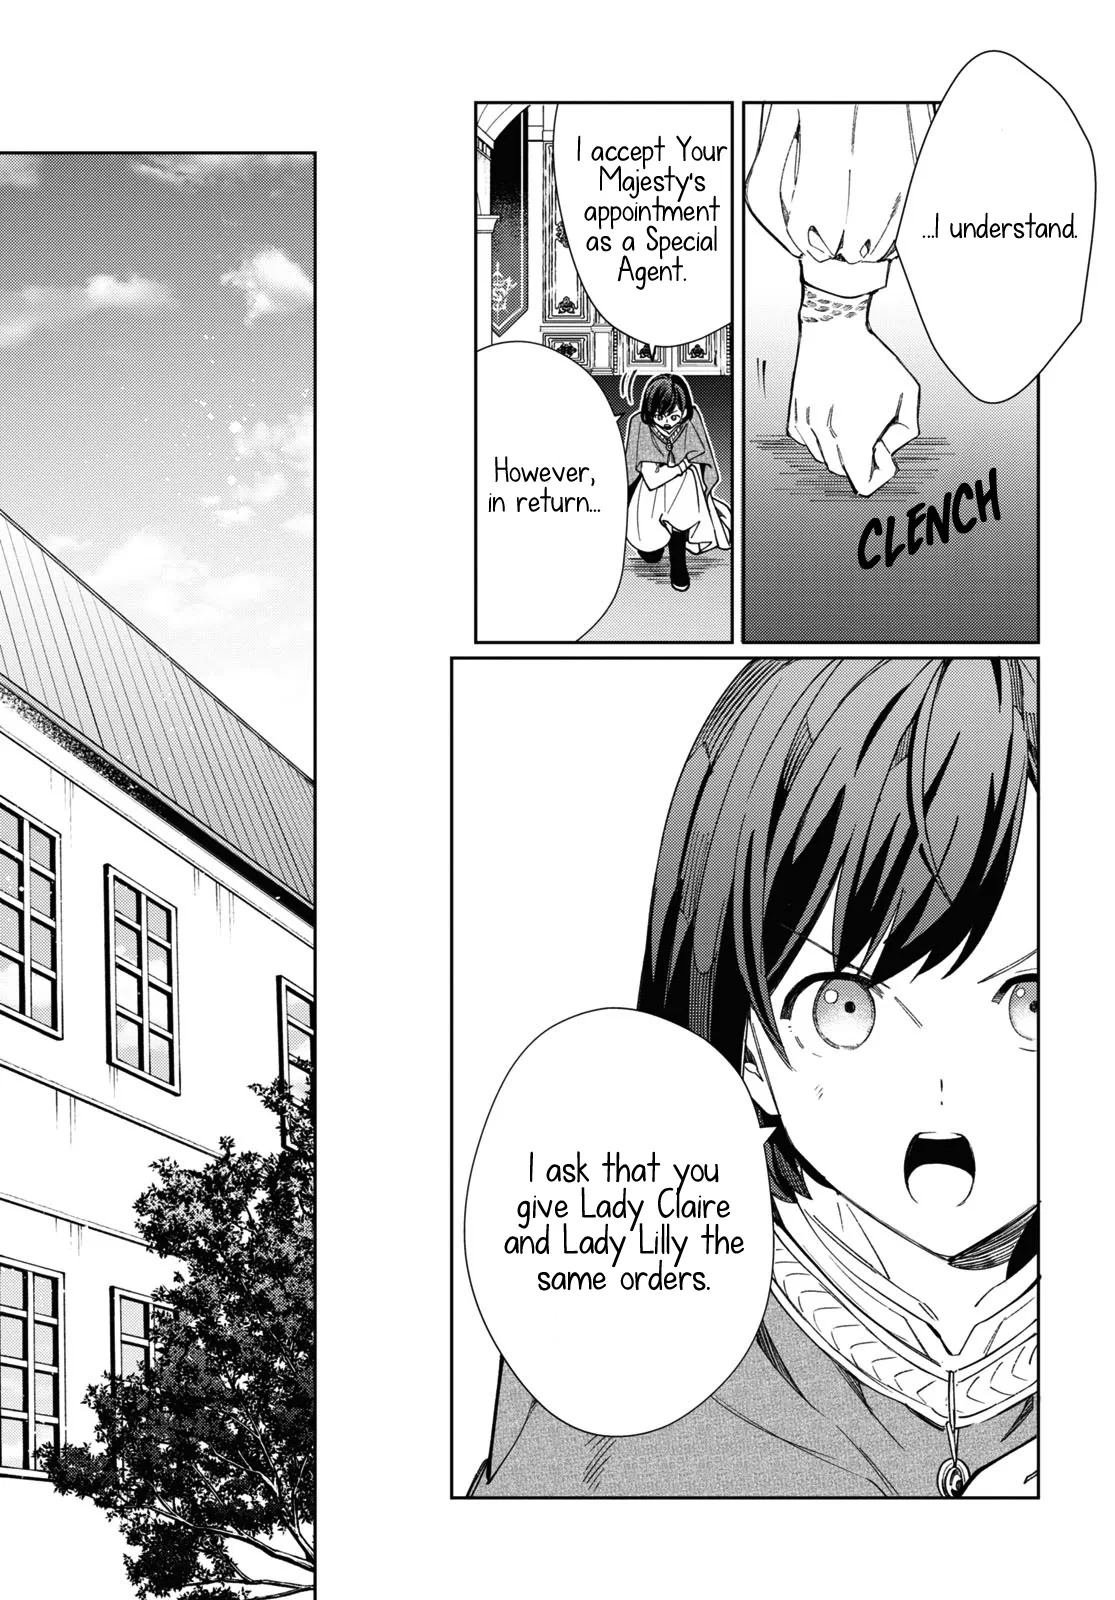 ...I understand.
CLENCH
I accept Your
Majesty's
appointment
as a Special
Agent.
However,
in return...
I ask that you
give Lady Claire
and Lady Lilly the
same orders.